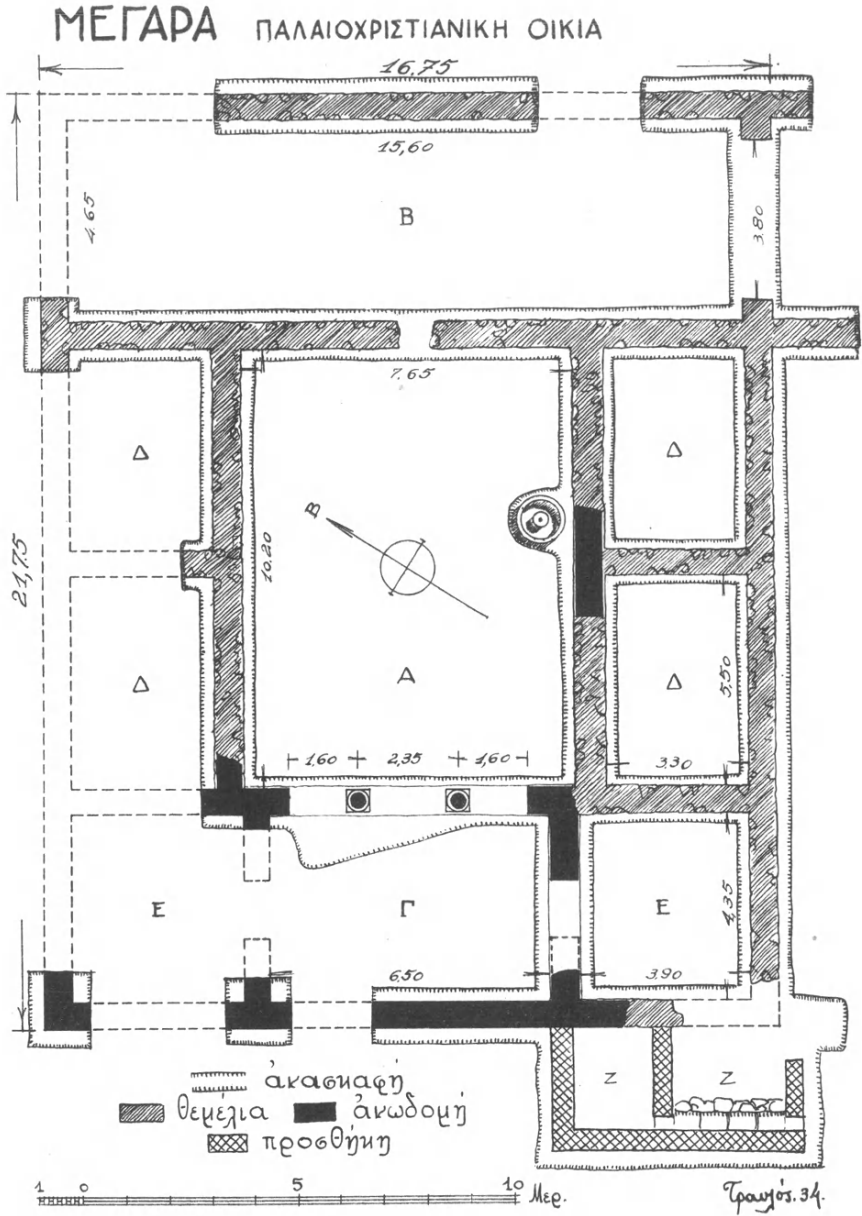 ΜΕΓΑΡΑ ΠΑΛΑΙΟΧΡΙΣΤΙΑΝΙΚΗ ΟΙΚΙΑ
16,75
15,60
4.65
Β
3.80
7.65
Δ
Δ
Β
10.20
21,75
Δ
Α
Δ
5,50
1,60 2,35 1,60
3.30
Ε
Γ
Ε
4,35
6,50
3.90
Ζ Ζ
ἀνασκαφή
θεμέλια ἀνωδομή
προσθήκη
1 0 5 10 Μερ.
Τραυλός. 34.